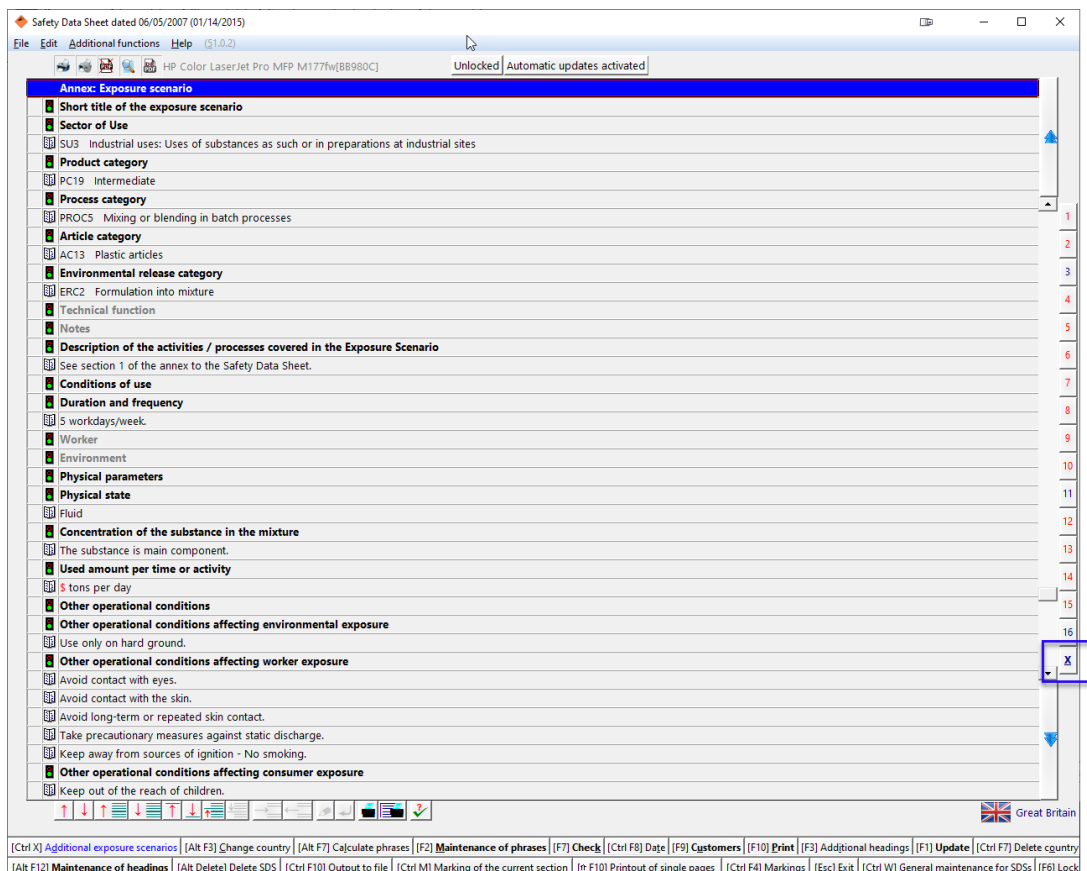 Safety Data Sheet dated 06/05/2007 (01/14/2015)
File Edit Additional functions Help (§1.0.2)
HP Color LaserJet Pro MFP M177fw[BB980C] Unlocked Automatic updates activated
Annex: Exposure scenario
Short title of the exposure scenario
Sector of Use
SU3 Industrial uses: Uses of substances as such or in preparations at industrial sites
Product category
PC19 Intermediate
Process category
PROC5 Mixing or blending in batch processes
Article category
AC13 Plastic articles
Environmental release category
ERC2 Formulation into mixture
Technical function
Notes
Description of the activities / processes covered in the Exposure Scenario
See section 1 of the annex to the Safety Data Sheet.
Conditions of use
Duration and frequency
5 workdays/week.
Worker
Environment
Physical parameters
Physical state
Fluid
Concentration of the substance in the mixture
The substance is main component.
Used amount per time or activity
$ tons per day
Other operational conditions
Other operational conditions affecting environmental exposure
Use only on hard ground.
Other operational conditions affecting worker exposure
Avoid contact with eyes.
Avoid contact with the skin.
Avoid long-term or repeated skin contact.
Take precautionary measures against static discharge.
Keep away from sources of ignition - No smoking.
Other operational conditions affecting consumer exposure
Keep out of the reach of children.
1
2
3
4
5
6
7
8
9
10
11
12
13
14
15
16
X
Great Britain
[Ctrl X] Additional exposure scenarios [Alt F3] Change country [Alt F7] Calculate phrases [F2] Maintenance of phrases [F7] Check [Ctrl F8] Date [F9] Customers [F10] Print [F3] Additional headings [F1] Update [Ctrl F7] Delete country
[Alt F12] Maintenance of headings [Alt Delete] Delete SDS [Ctrl F10] Output to file [Ctrl M] Marking of the current section [ft F10] Printout of single pages [Ctrl F4] Markings [Esc] Exit [Ctrl W] General maintenance for SDSs [F6] Lock